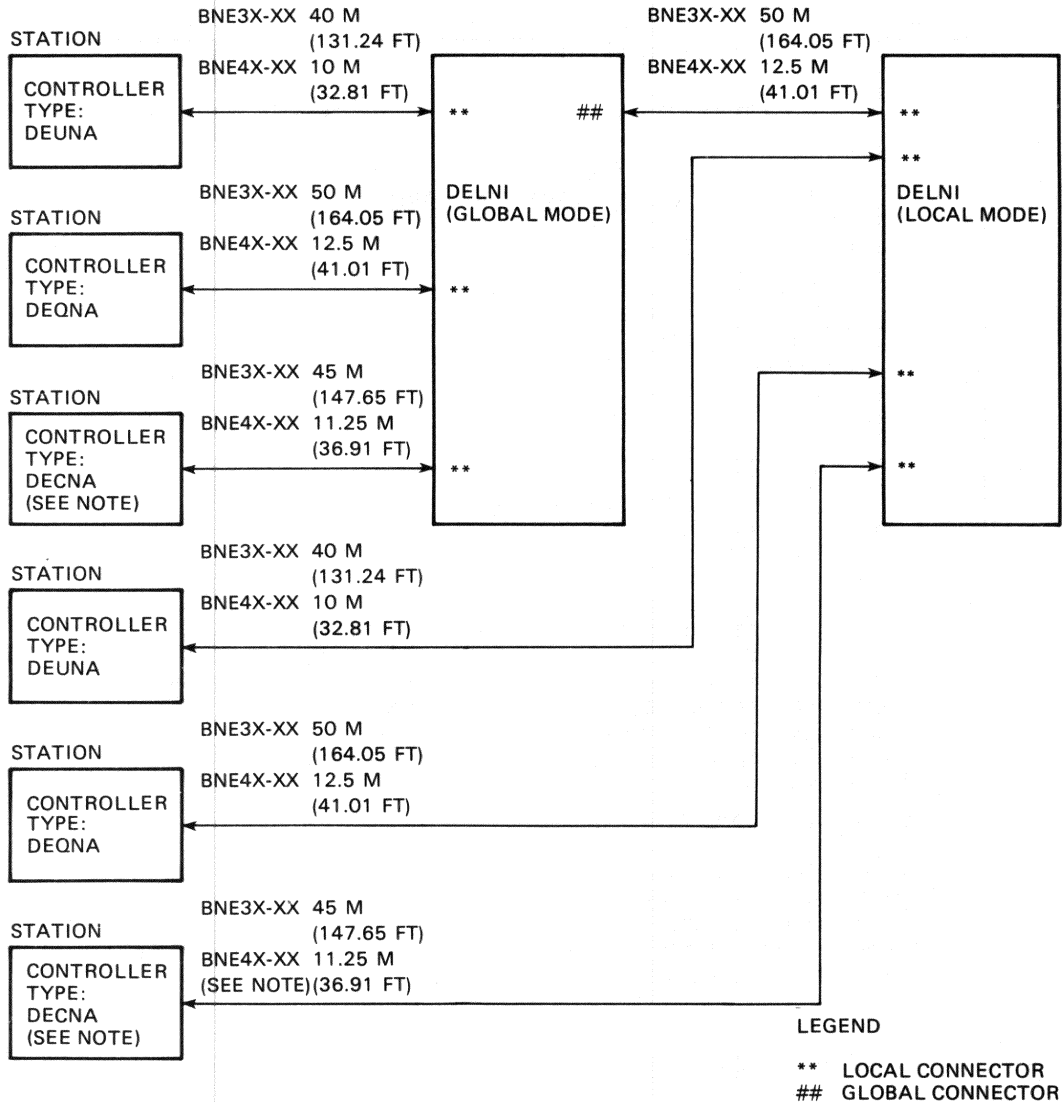 BNE3X-XX 40 M
(131.24 FT)
BNE4X-XX 10 M
(32.81 FT)
BNE3X-XX 50 M
(164.05 FT)
BNE4X-XX 12.5 M
(41.01 FT)
STATION
CONTROLLER
TYPE:
DEUNA
**
##
**
**
DELNI
(GLOBAL MODE)
DELNI
(LOCAL MODE)
BNE3X-XX 50 M
(164.05 FT)
BNE4X-XX 12.5 M
(41.01 FT)
STATION
CONTROLLER
TYPE:
DEQNA
**
BNE3X-XX 45 M
(147.65 FT)
BNE4X-XX 11.25 M
(36.91 FT)
STATION
CONTROLLER
TYPE:
DECNA
(SEE NOTE)
**
**
**
BNE3X-XX 40 M
(131.24 FT)
BNE4X-XX 10 M
(32.81 FT)
STATION
CONTROLLER
TYPE:
DEUNA
BNE3X-XX 50 M
(164.05 FT)
BNE4X-XX 12.5 M
(41.01 FT)
STATION
CONTROLLER
TYPE:
DEQNA
BNE3X-XX 45 M
(147.65 FT)
BNE4X-XX 11.25 M
(SEE NOTE)(36.91 FT)
STATION
CONTROLLER
TYPE:
DECNA
(SEE NOTE)
LEGEND
** LOCAL CONNECTOR
## GLOBAL CONNECTOR